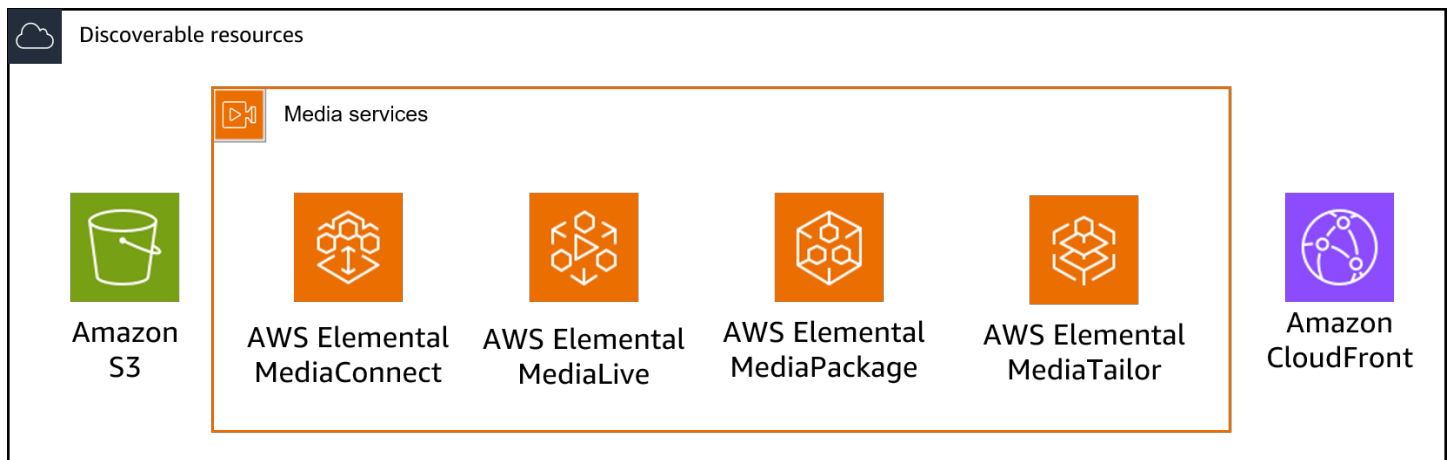 Discoverable resources
Media services
Amazon
S3
AWS Elemental
MediaConnect
AWS Elemental
MediaLive
AWS Elemental
MediaPackage
AWS Elemental
MediaTailor
Amazon
CloudFront